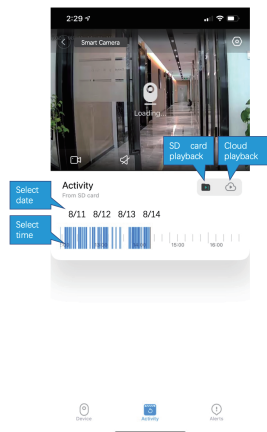 2:29
Smart Camera
Loading...
SD card
playback
Cloud
playback
Select
date
Activity
From SD card
8/11 8/12 8/13 8/14
Select
time
15:00
16:00
Device
Activity
Alerts